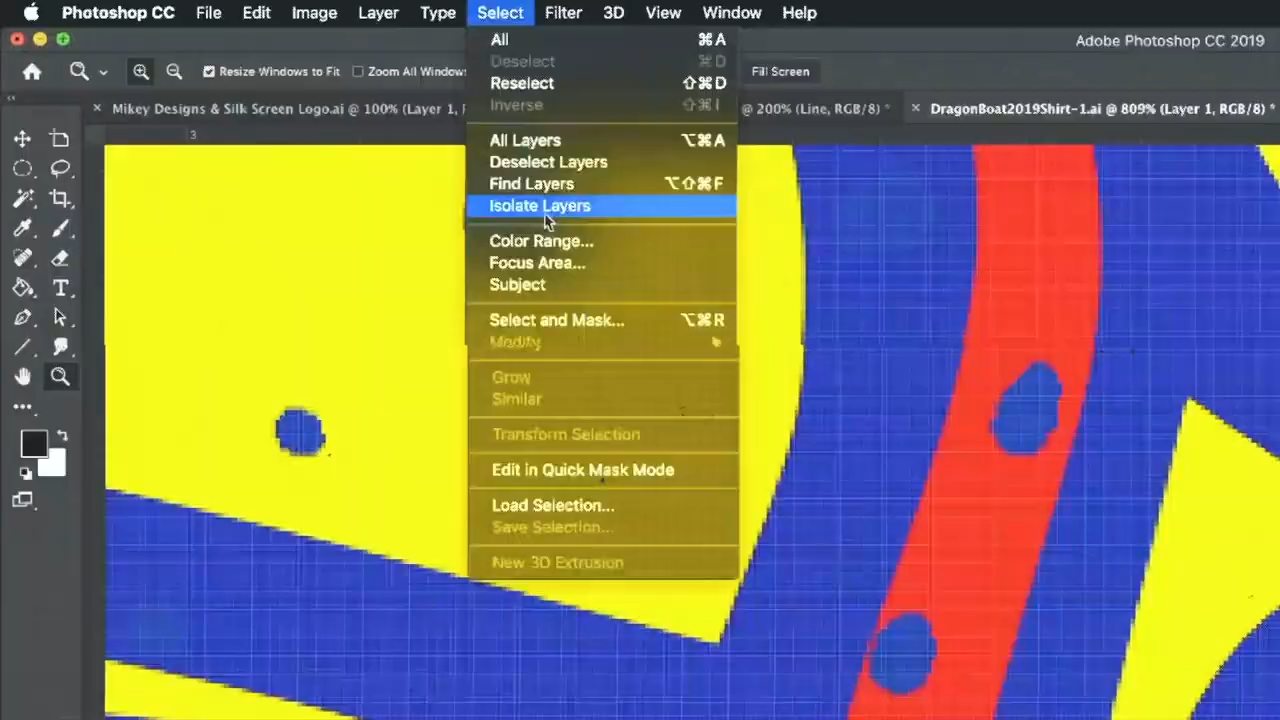 Photoshop CC File Edit Image Layer Type Select Filter 3D View Window Help
Adobe Photoshop CC 2019
Resize Windows to Fit Zoom All Windows Fill Screen
Mikey Designs & Silk Screen Logo.ai @ 100% (Layer 1, @ 200% (Line, RGB/8) * × DragonBoat2019Shirt-1.ai @ 809% (Layer 1, RGB/8) *
3
All ⌘A
Deselect ⌘D
Reselect ⇧⌘D
Inverse ⇧⌘I
All Layers ⌥⌘A
Deselect Layers
Find Layers ⌥⇧⌘F
Isolate Layers
Color Range...
Focus Area...
Subject
Select and Mask... ⌥⌘R
Modify
Grow
Similar
Transform Selection
Edit in Quick Mask Mode
Load Selection...
Save Selection...
New 3D Extrusion